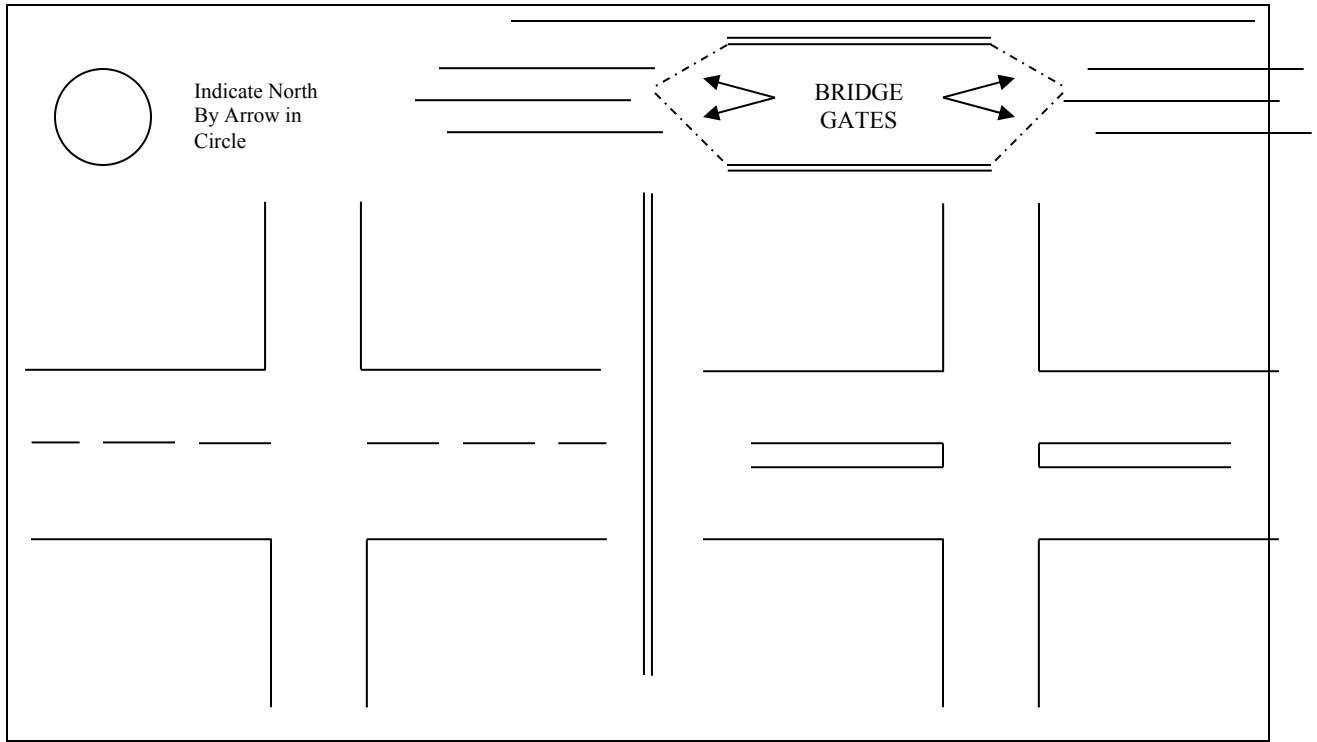 Indicate North
By Arrow in
Circle
BRIDGE
GATES